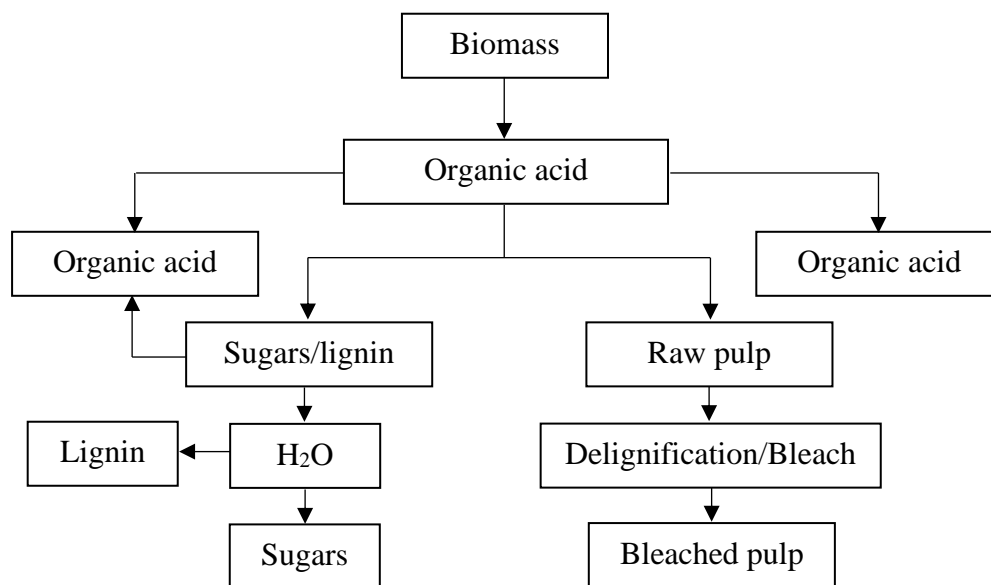 Biomass
Organic acid
Organic acid
Organic acid
Sugars/lignin
Raw pulp
Lignin
H₂O
Delignification/Bleach
Sugars
Bleached pulp